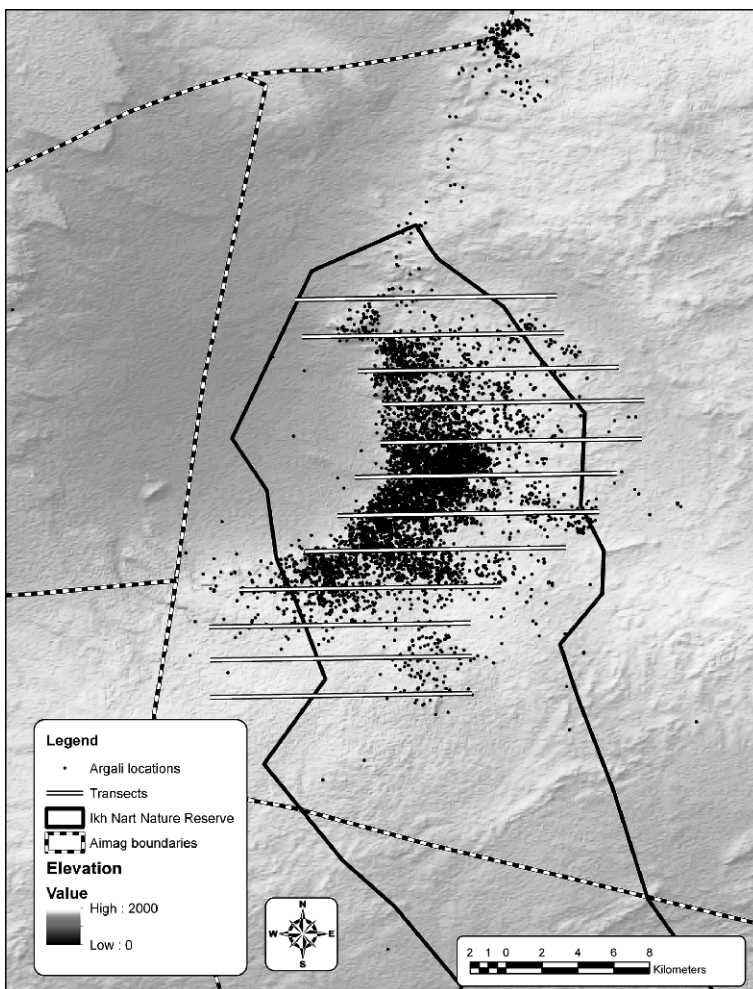 Legend
Argali locations
Transects
Ikh Nart Nature Reserve
Aimag boundaries
Elevation
Value
High : 2000
Low : 0
N
W E
S
2 1 0 2 4 6 8
Kilometers